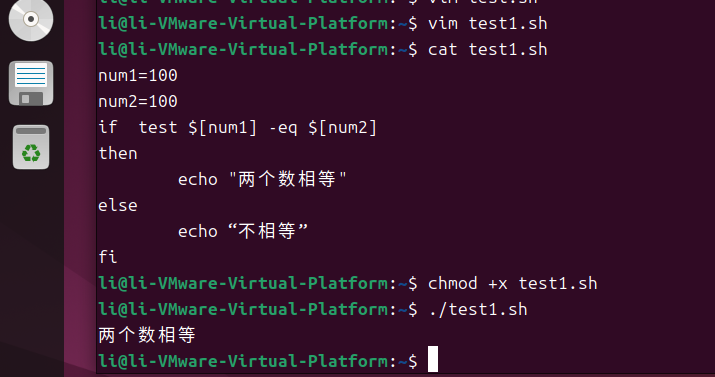 li@li-VMware-Virtual-Platform:~$ vim test.sh
li@li-VMware-Virtual-Platform:~$ vim test1.sh
li@li-VMware-Virtual-Platform:~$ cat test1.sh
num1=100
num2=100
if  test $[num1] -eq $[num2]
then
        echo "两个数相等"
else
        echo “不相等”
fi
li@li-VMware-Virtual-Platform:~$ chmod +x test1.sh
li@li-VMware-Virtual-Platform:~$ ./test1.sh
两个数相等
li@li-VMware-Virtual-Platform:~$